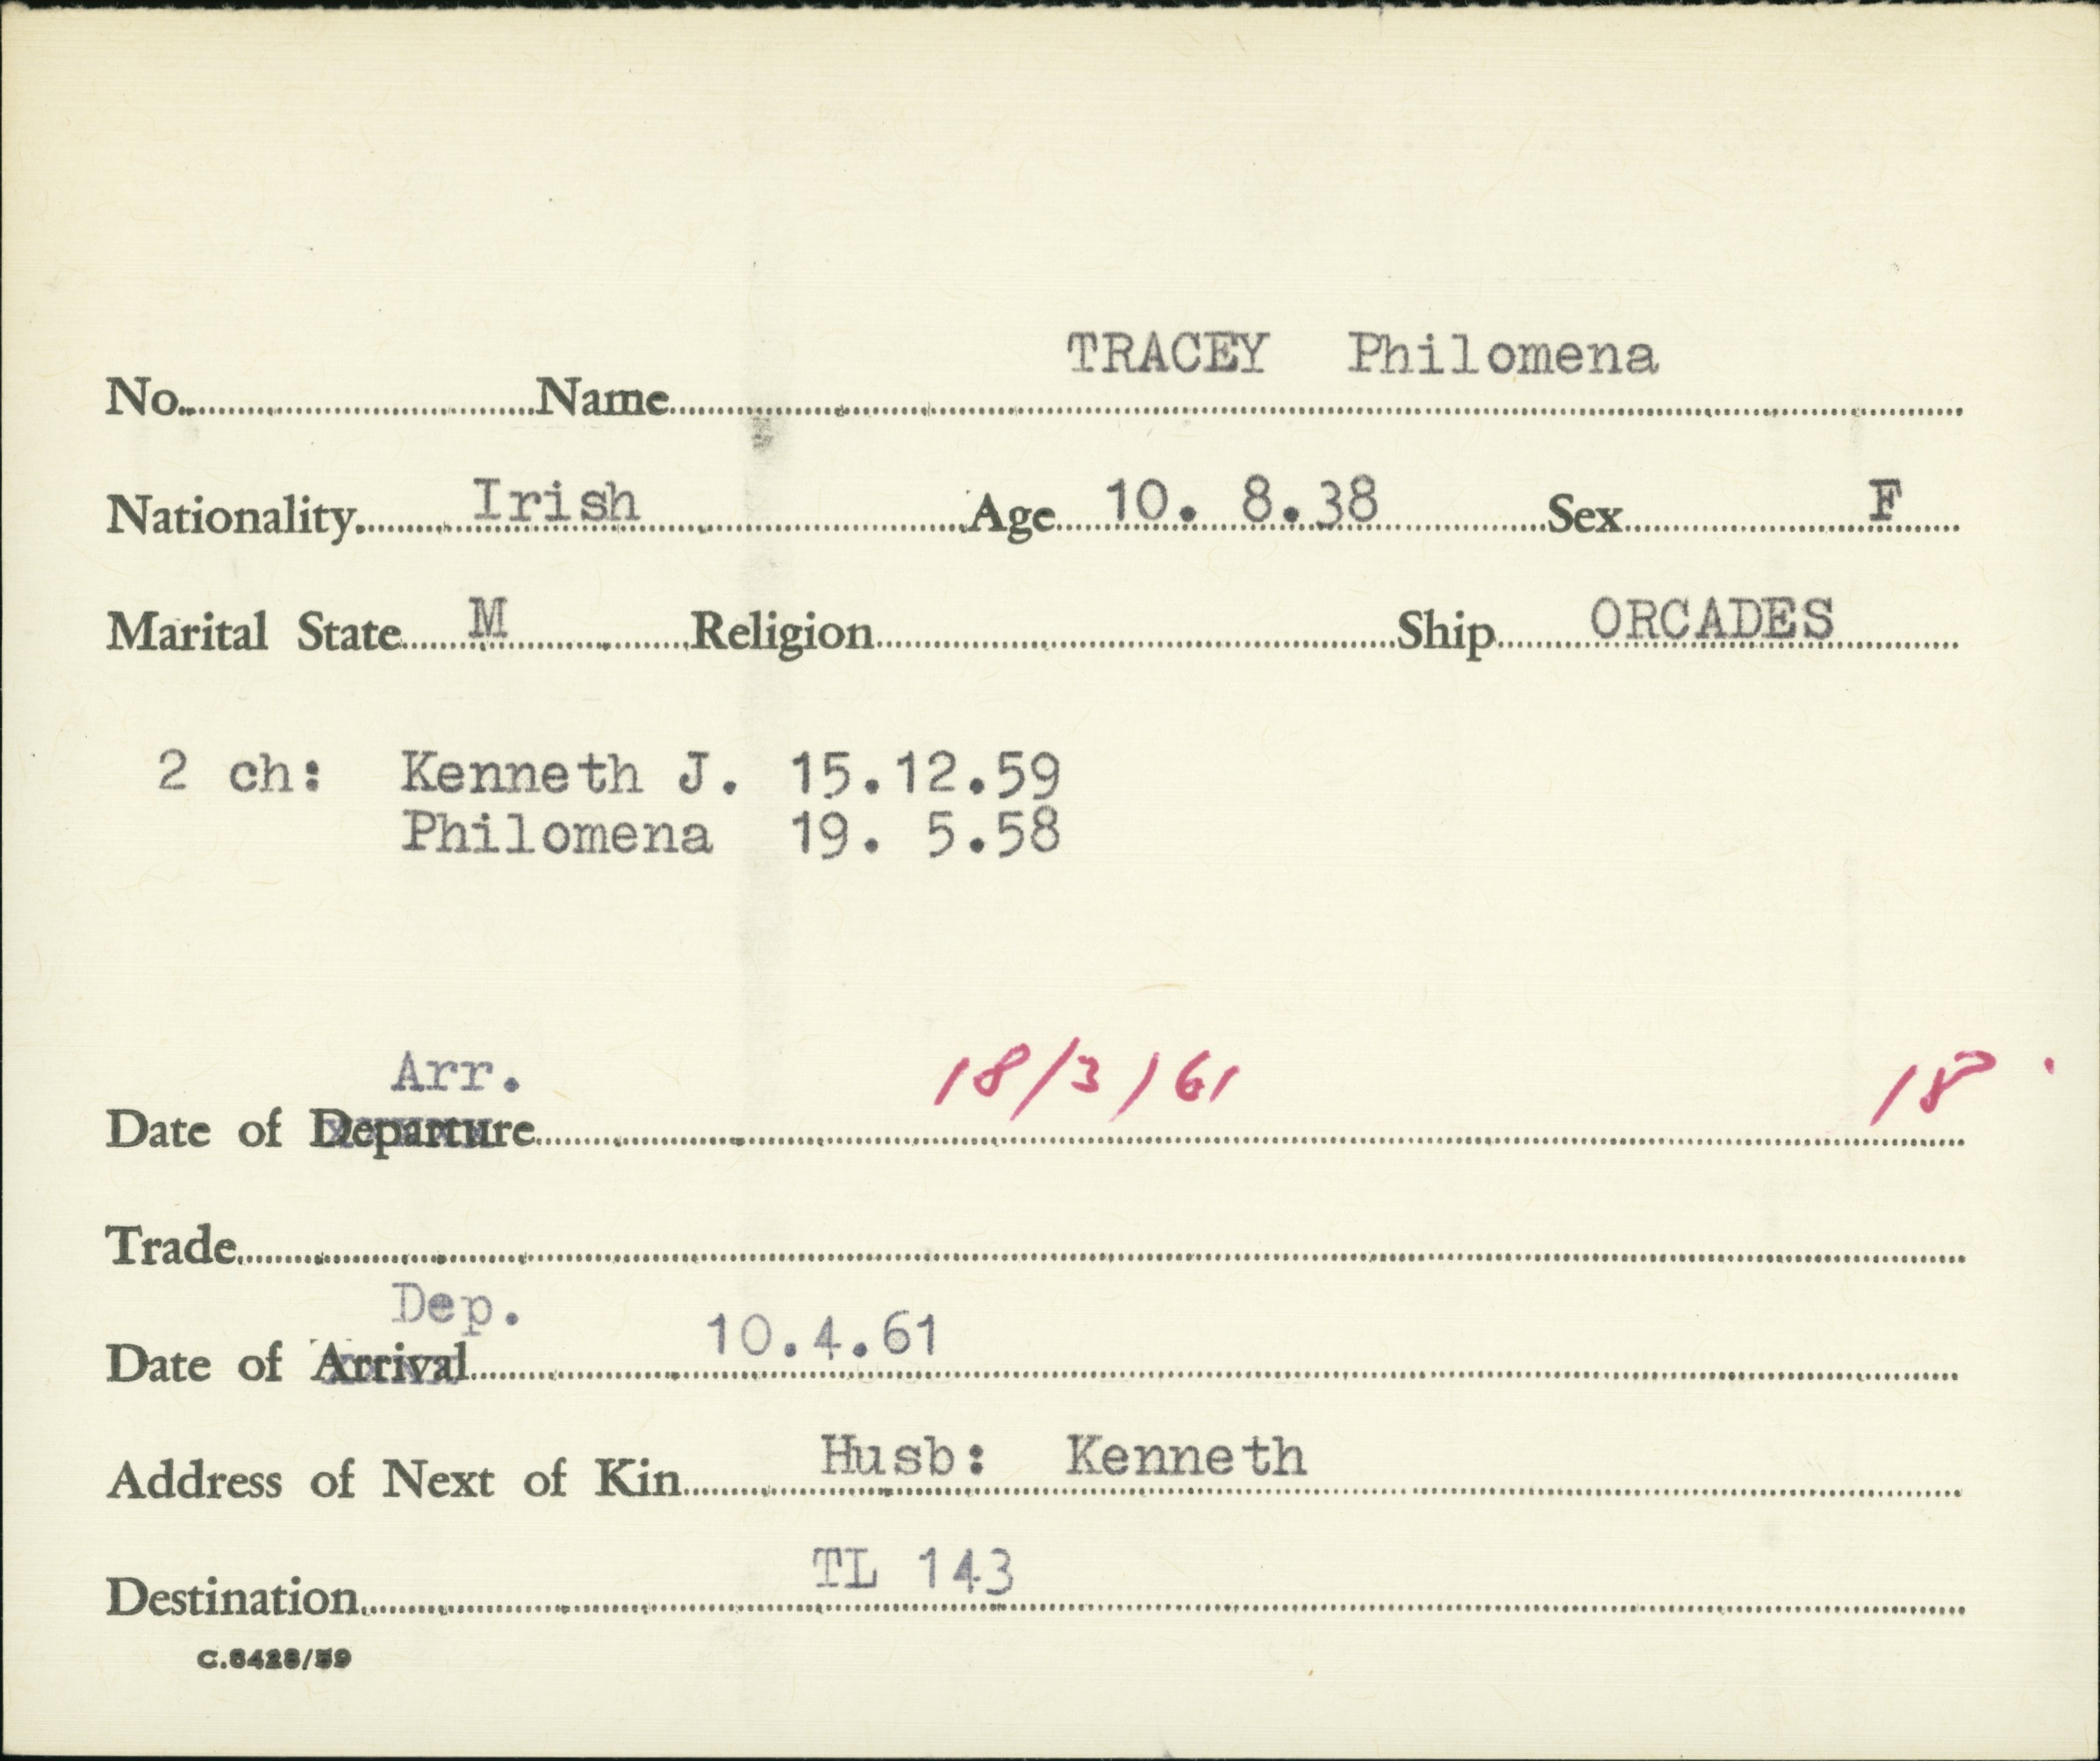 TRACEY Philomena
No. Name
Nationality Irish Age 10. 8.38 Sex F
Marital State M Religion Ship ORCADES
2 ch: Kenneth J. 15.12.59
Philomena 19. 5.58
Arr. 18/3/61 18
Date of Departure
Trade
Dep.
Date of Arrival 10.4.61
Address of Next of Kin Husb: Kenneth
Destination TL 143
C.8428/59